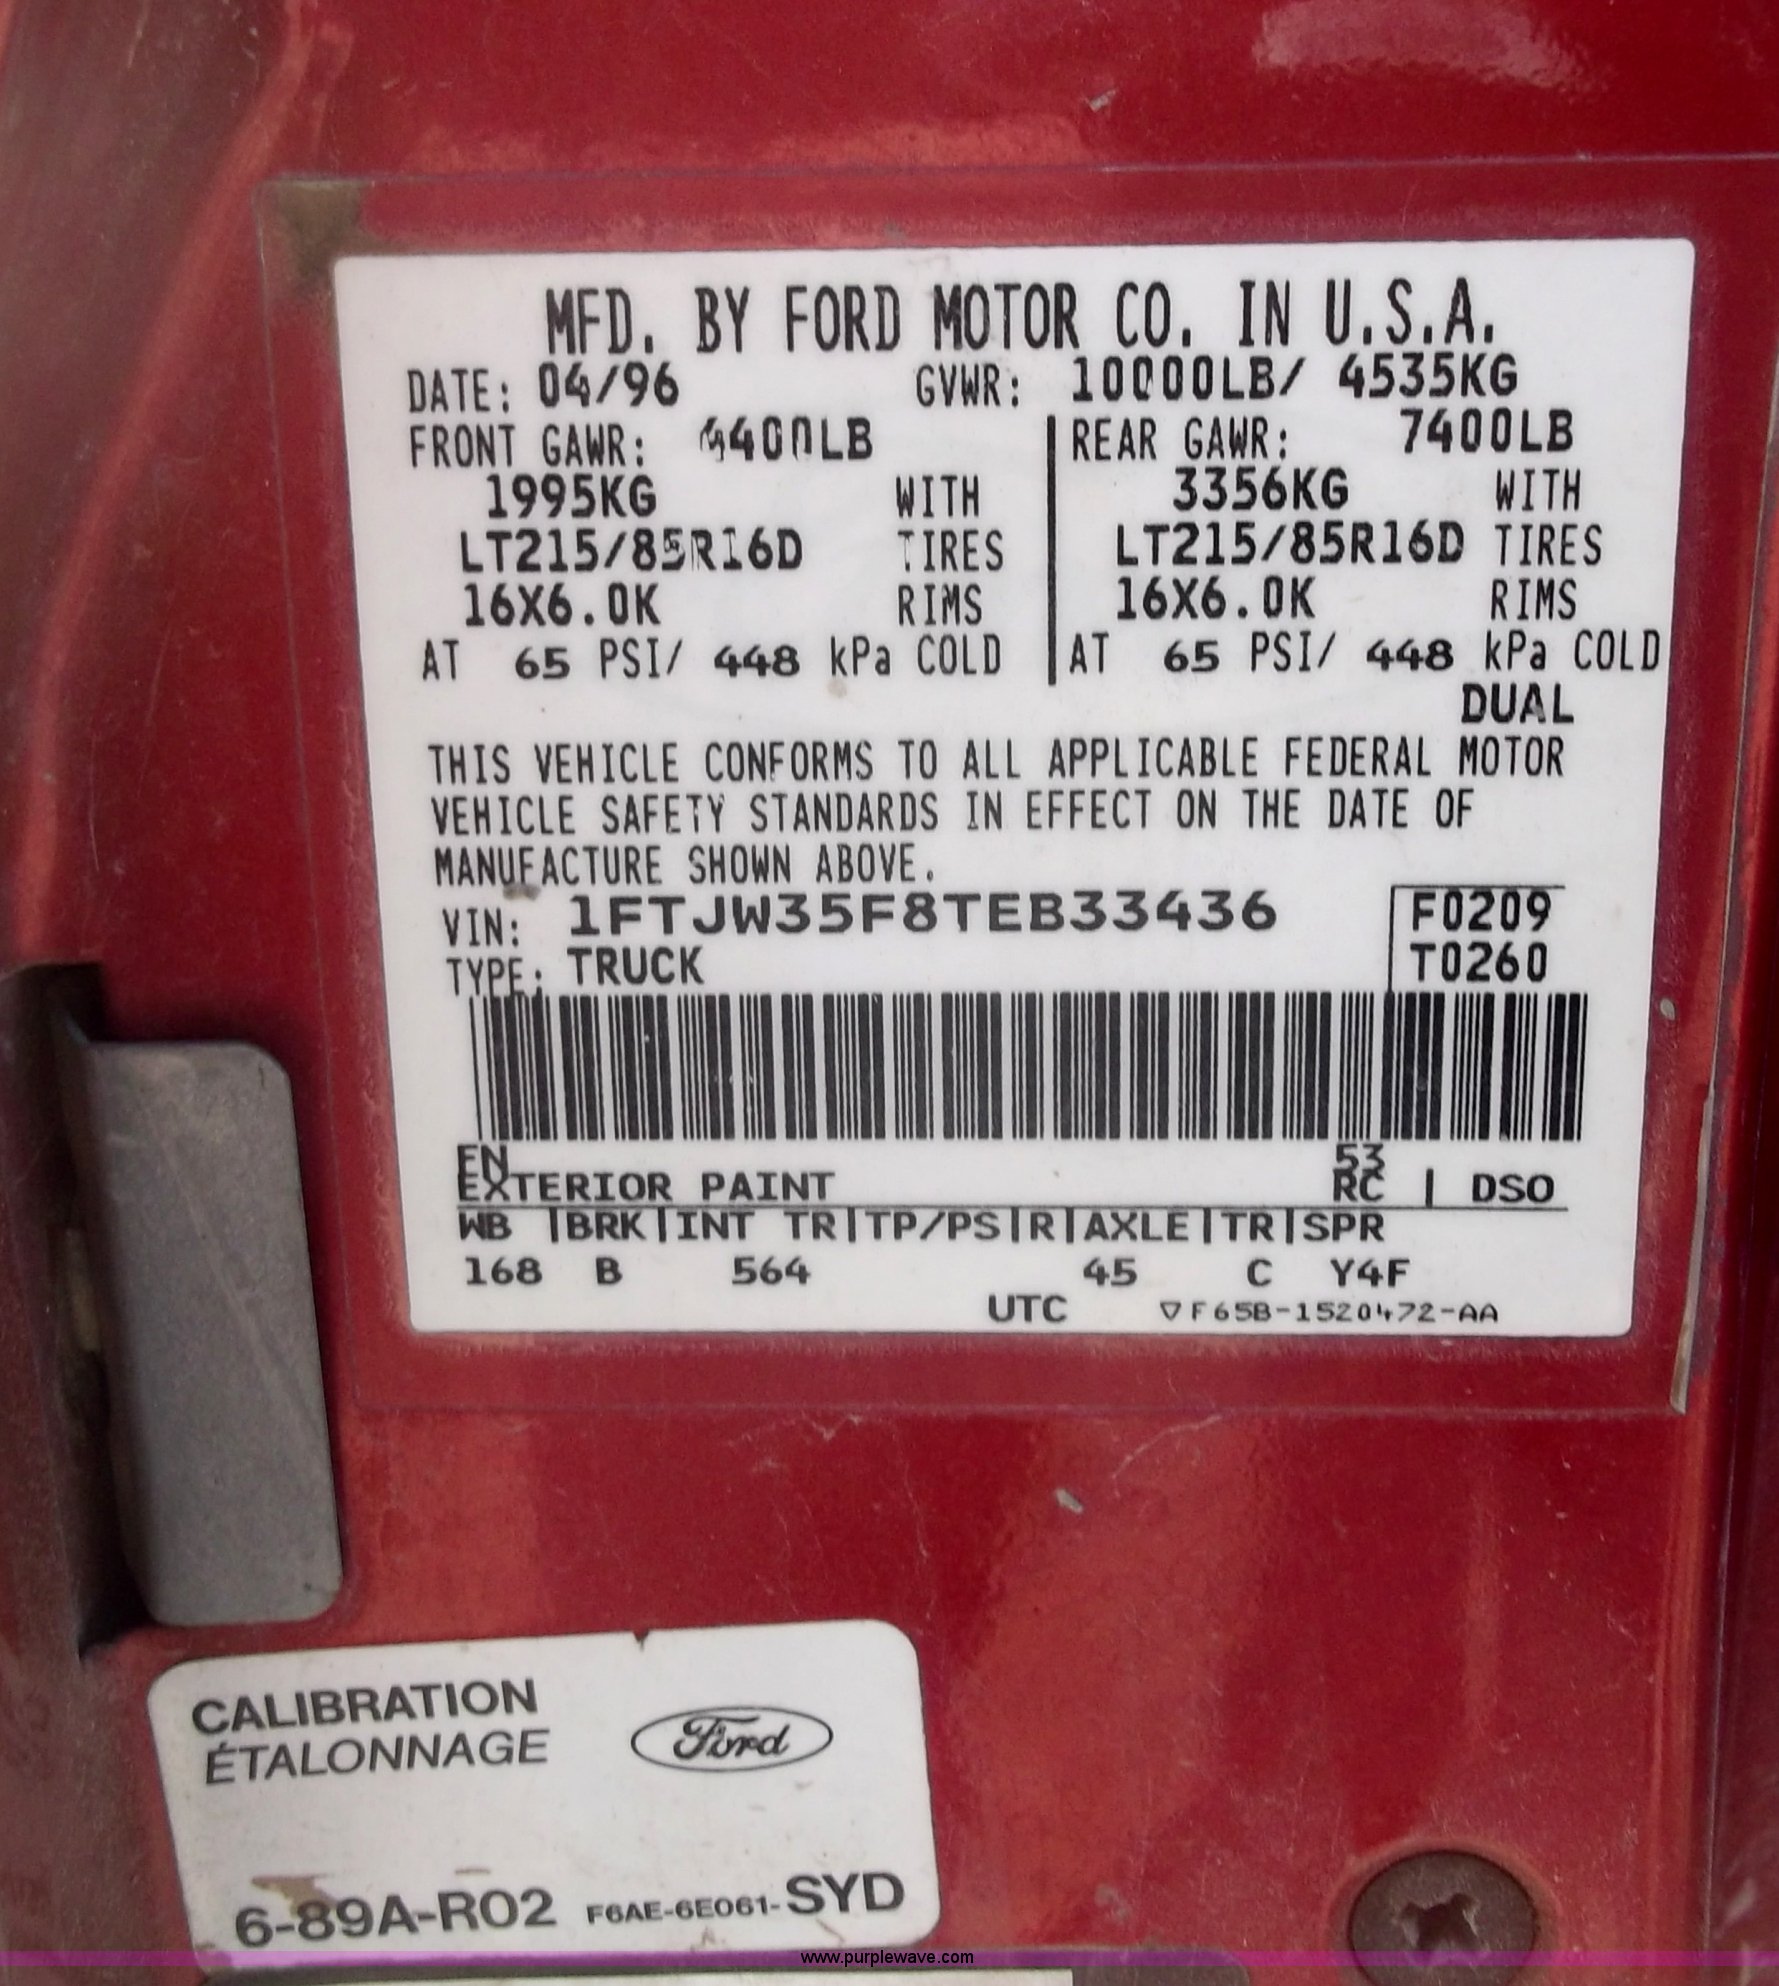 MFD. BY FORD MOTOR CO. IN U.S.A.
DATE: 04/96 GVWR: 10000LB/ 4535KG
FRONT GAWR: 4400LB REAR GAWR: 7400LB
1995KG WITH 3356KG WITH
LT215/85R16D TIRES LT215/85R16D TIRES
16X6.0K RIMS 16X6.0K RIMS
AT 65 PSI/ 448 kPa COLD AT 65 PSI/ 448 kPa COLD
DUAL
THIS VEHICLE CONFORMS TO ALL APPLICABLE FEDERAL MOTOR
VEHICLE SAFETY STANDARDS IN EFFECT ON THE DATE OF
MANUFACTURE SHOWN ABOVE.
VIN: 1FTJW35F8TEB33436 F0209
TYPE: TRUCK T0260
EN 53
EXTERIOR PAINT RC | DSO
WB |BRK|INT TR|TP/PS|R|AXLE|TR|SPR
168 B 564 45 C Y4F
UTC ▽F65B-1520472-AA
CALIBRATION
ÉTALONNAGE
Ford
6-89A-R02 F6AE-6E061-SYD
www.purplewave.com